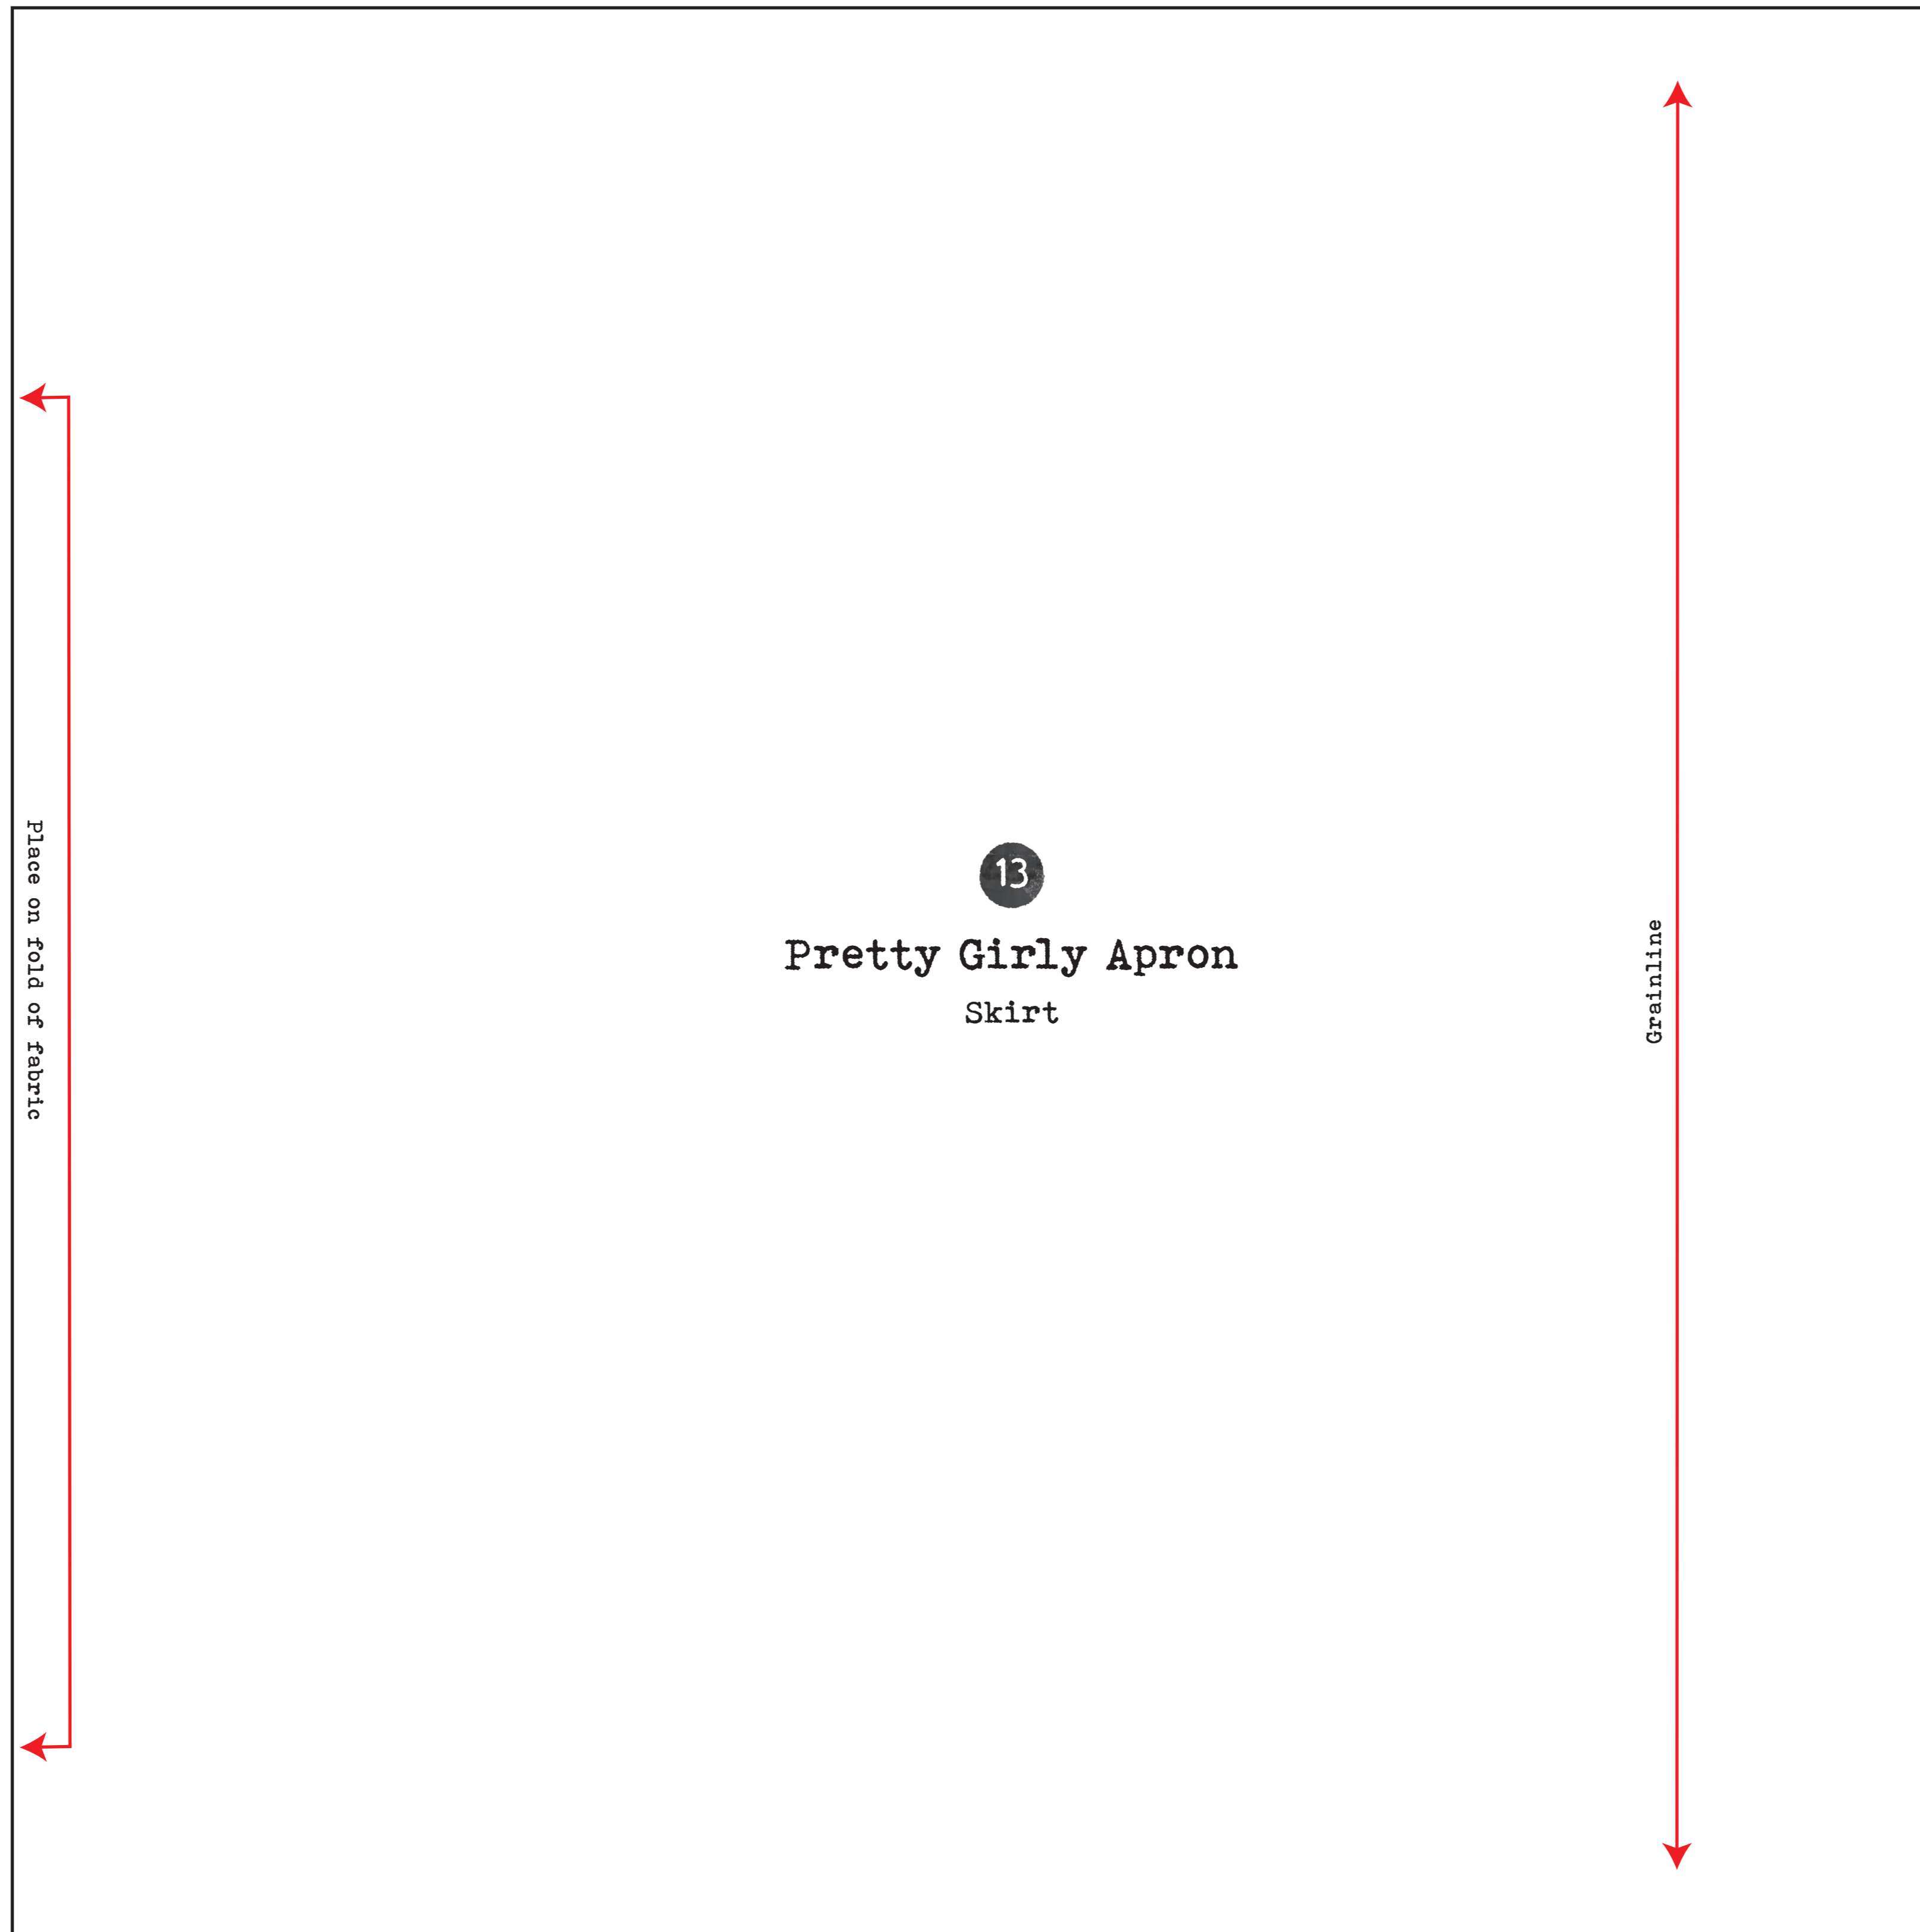 Place on fold of fabric
13
Pretty Girly Apron
Skirt
Grainline